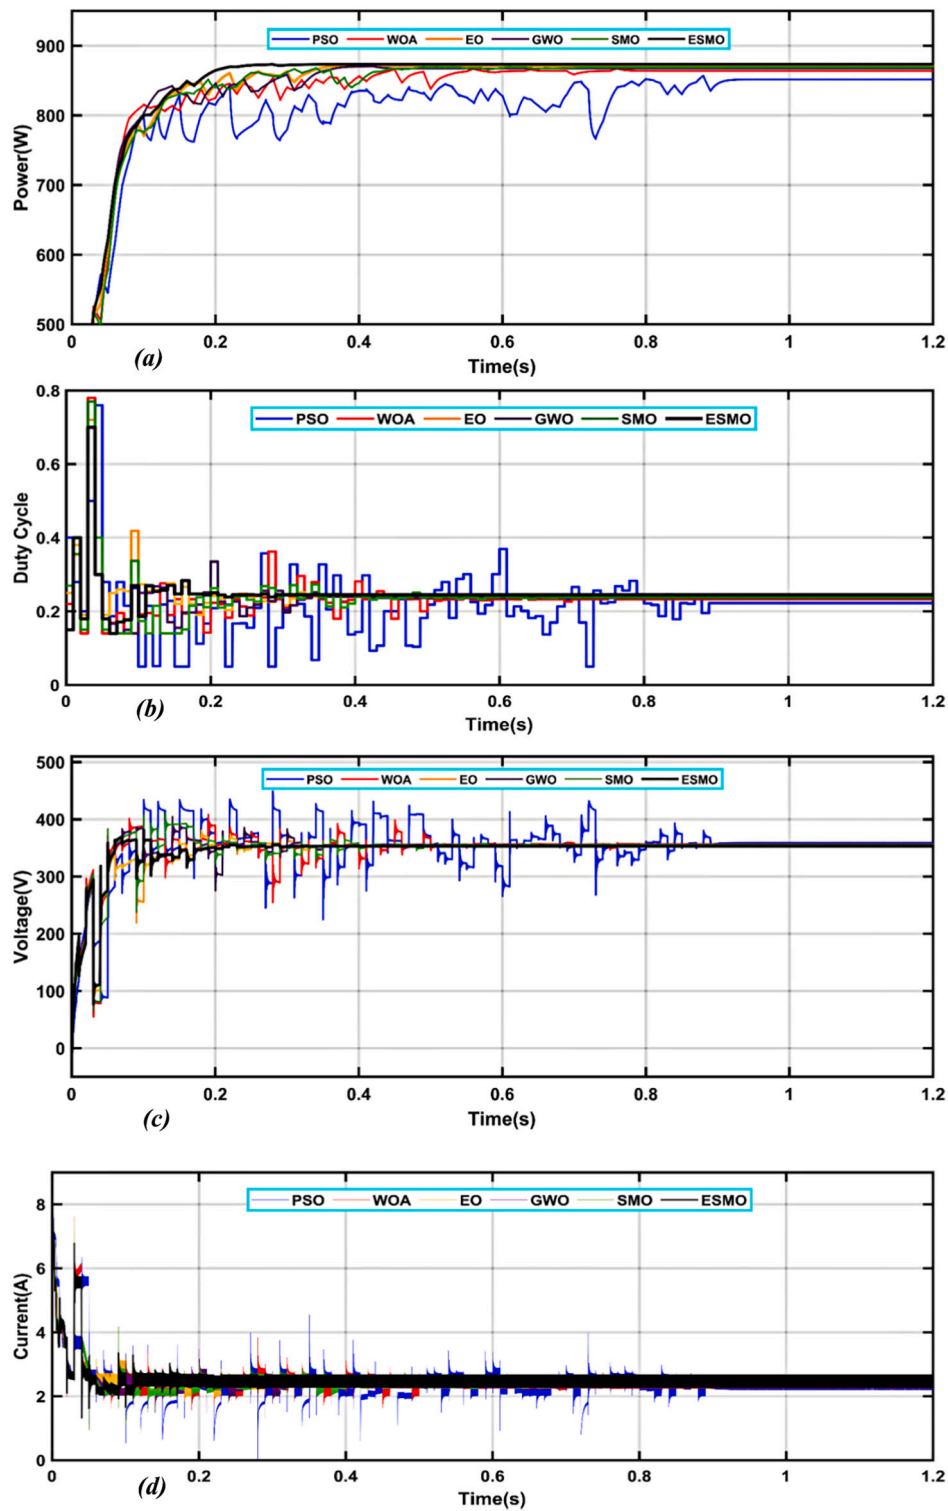 PSO WOA EO GWO SMO ESMO
900
800
700
600
500
Power(W)
0 0.2 0.4 0.6 0.8 1 1.2
(a)
Time(s)
PSO WOA EO GWO SMO ESMO
0.8
0.6
0.4
0.2
0
Duty Cycle
0 0.2 0.4 0.6 0.8 1 1.2
(b)
Time(s)
PSO WOA EO GWO SMO ESMO
500
400
300
200
100
0
Voltage(V)
0 0.2 0.4 0.6 0.8 1 1.2
(c)
Time(s)
PSO WOA EO GWO SMO ESMO
8
6
4
2
0
Current(A)
0 0.2 0.4 0.6 0.8 1 1.2
(d)
Time(s)